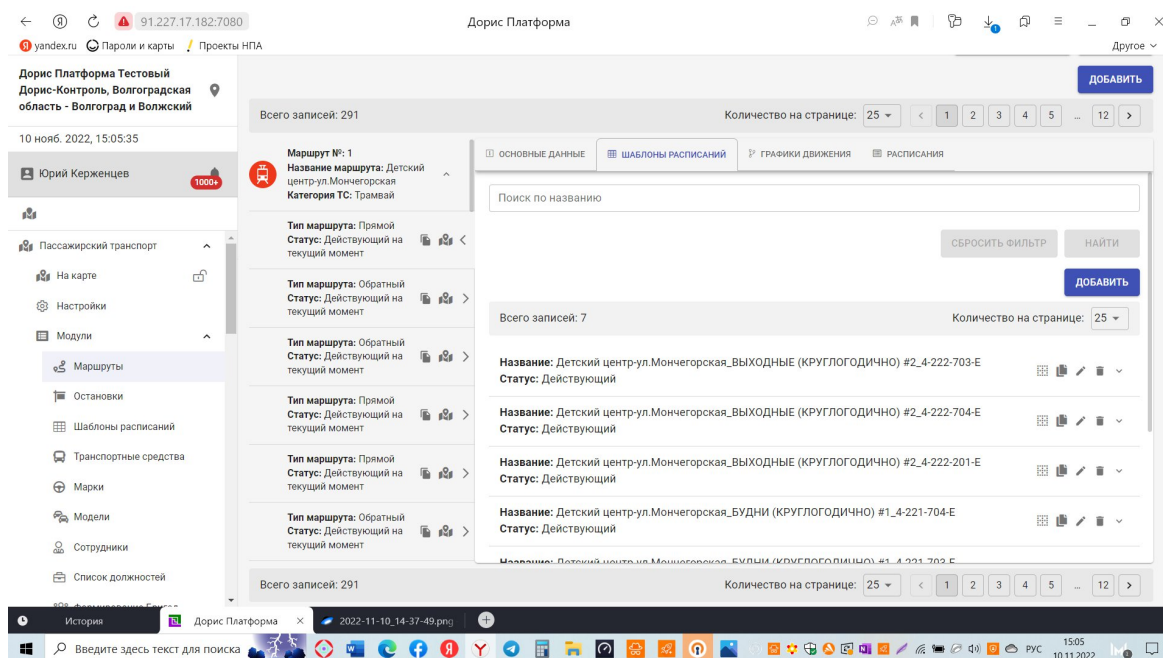 91.227.17.182:7080
Дорис Платформа
yandex.ru
Пароли и карты
Проекты НПА
Другое
Дорис Платформа Тестовый
Дорис-Контроль, Волгоградская
область - Волгоград и Волжский
10 нояб. 2022, 15:05:35
Юрий Керженцев
1000+
Пассажирский транспорт
На карте
Настройки
Модули
Маршруты
Остановки
Шаблоны расписаний
Транспортные средства
Марки
Модели
Сотрудники
Список должностей
ДОБАВИТЬ
Всего записей: 291
Количество на странице: 25
1 2 3 4 5 ... 12
Маршрут №: 1
Название маршрута: Детский
центр-ул.Мончегорская
Категория ТС: Трамвай
Тип маршрута: Прямой
Статус: Действующий на
текущий момент
Тип маршрута: Обратный
Статус: Действующий на
текущий момент
Тип маршрута: Обратный
Статус: Действующий на
текущий момент
Тип маршрута: Прямой
Статус: Действующий на
текущий момент
Тип маршрута: Прямой
Статус: Действующий на
текущий момент
Тип маршрута: Обратный
Статус: Действующий на
текущий момент
ОСНОВНЫЕ ДАННЫЕ
ШАБЛОНЫ РАСПИСАНИЙ
ГРАФИКИ ДВИЖЕНИЯ
РАСПИСАНИЯ
Поиск по названию
СБРОСИТЬ ФИЛЬТР
НАЙТИ
ДОБАВИТЬ
Всего записей: 7
Количество на странице: 25
Название: Детский центр-ул.Мончегорская_ВЫХОДНЫЕ (КРУГЛОГОДИЧНО) #2_4-222-703-Е
Статус: Действующий
Название: Детский центр-ул.Мончегорская_ВЫХОДНЫЕ (КРУГЛОГОДИЧНО) #2_4-222-704-Е
Статус: Действующий
Название: Детский центр-ул.Мончегорская_ВЫХОДНЫЕ (КРУГЛОГОДИЧНО) #2_4-222-201-Е
Статус: Действующий
Название: Детский центр-ул.Мончегорская_БУДНИ (КРУГЛОГОДИЧНО) #1_4-221-704-Е
Статус: Действующий
Название: Детский центр-ул.Мончегорская_БУДНИ (КРУГЛОГОДИЧНО) #1_4-221-703-Е
Всего записей: 291
Количество на странице: 25
1 2 3 4 5 ... 12
История
Дорис Платформа
2022-11-10_14-37-49.png
Введите здесь текст для поиска
РУС
15:05
10.11.2022